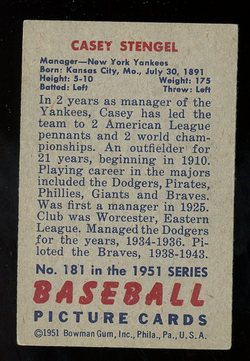 CASEY STENGEL
Manager—New York Yankees
Born: Kansas City, Mo., July 30, 1891
Height: 5-10 Weight: 175
Batted: Left Threw: Left
In 2 years as manager of the
Yankees, Casey has led the
team to 2 American League
pennants and 2 world cham-
pionships. An outfielder for
21 years, beginning in 1910.
Playing career in the majors
included the Dodgers, Pirates,
Phillies, Giants and Braves.
Was first a manager in 1925.
Club was Worcester, Eastern
League. Managed the Dodgers
for the years, 1934-1936. Pi-
loted the Braves, 1938-1943.
No. 181 in the 1951 SERIES
BASEBALL
PICTURE CARDS
©1951 Bowman Gum, Inc., Phila., Pa., U.S.A.